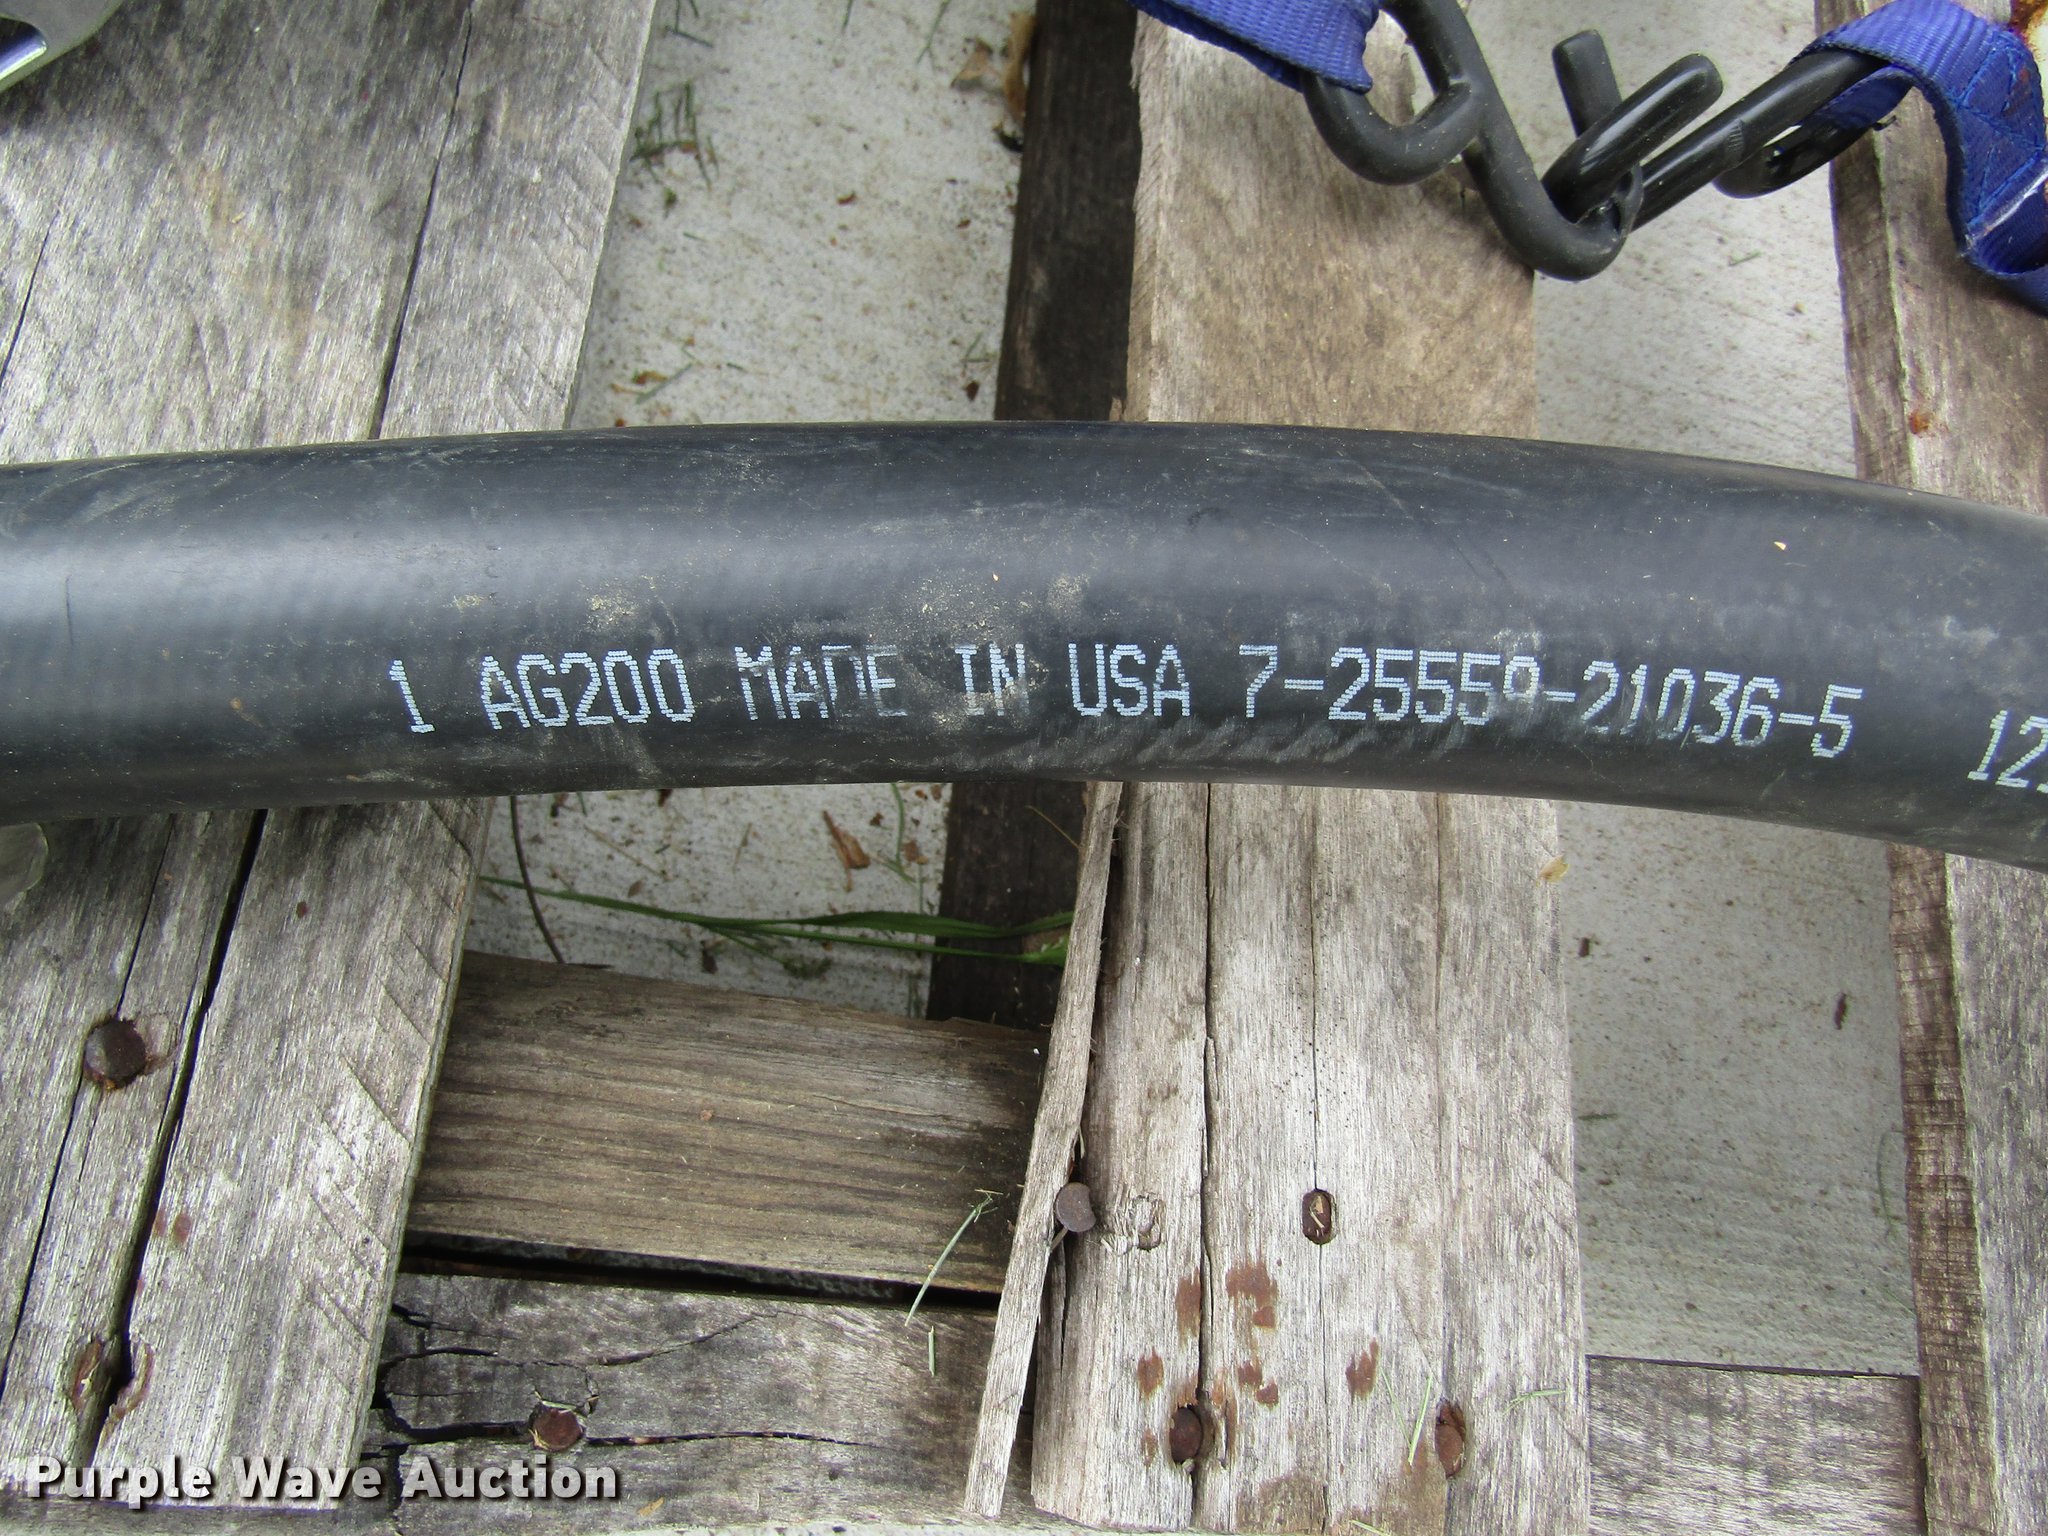 1 AG200 MADE IN USA 7-25559-21036-5
Purple Wave Auction